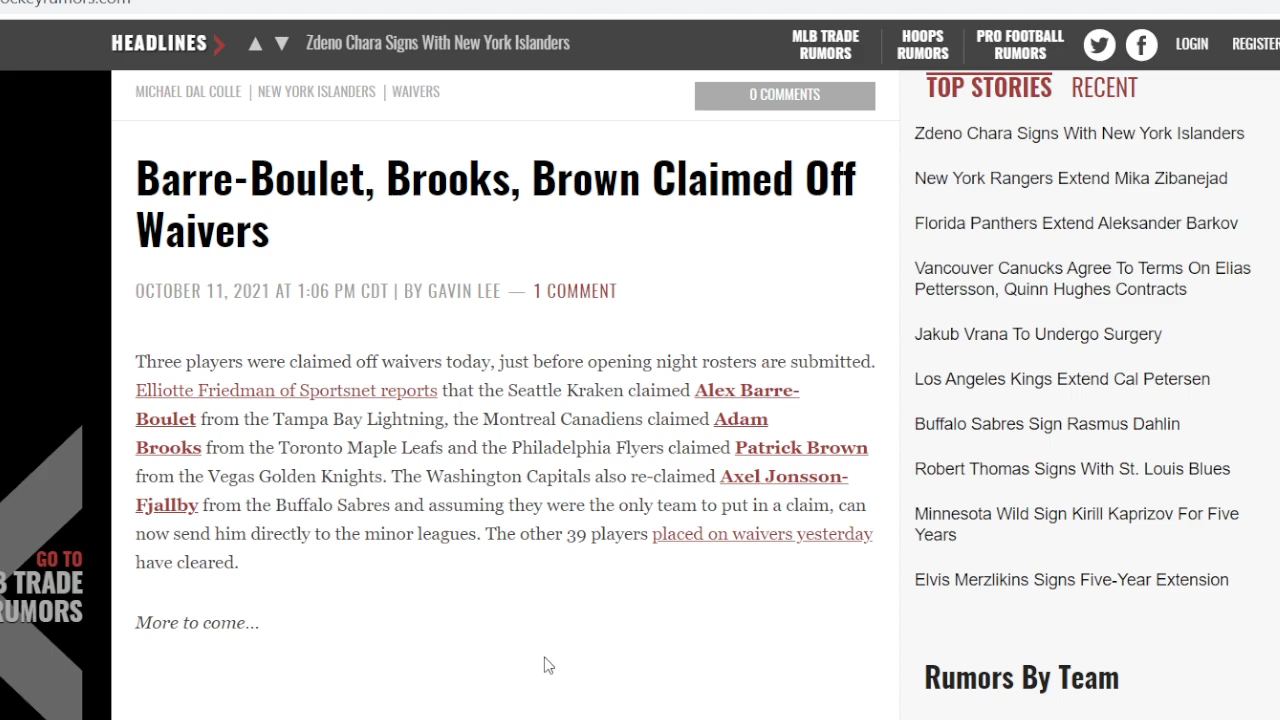 HEADLINES
Zdeno Chara Signs With New York Islanders
MLB TRADE
RUMORS
HOOPS
RUMORS
PRO FOOTBALL
RUMORS
LOGIN
REGISTER
MICHAEL DAL COLLE | NEW YORK ISLANDERS | WAIVERS
0 COMMENTS
Barre-Boulet, Brooks, Brown Claimed Off
Waivers
OCTOBER 11, 2021 AT 1:06 PM CDT | BY GAVIN LEE — 1 COMMENT
Three players were claimed off waivers today, just before opening night rosters are submitted.
Elliotte Friedman of Sportsnet reports that the Seattle Kraken claimed Alex Barre-
Boulet from the Tampa Bay Lightning, the Montreal Canadiens claimed Adam
Brooks from the Toronto Maple Leafs and the Philadelphia Flyers claimed Patrick Brown
from the Vegas Golden Knights. The Washington Capitals also re-claimed Axel Jonsson-
Fjallby from the Buffalo Sabres and assuming they were the only team to put in a claim, can
now send him directly to the minor leagues. The other 39 players placed on waivers yesterday
have cleared.
More to come…
TOP STORIES RECENT
Zdeno Chara Signs With New York Islanders
New York Rangers Extend Mika Zibanejad
Florida Panthers Extend Aleksander Barkov
Vancouver Canucks Agree To Terms On Elias
Pettersson, Quinn Hughes Contracts
Jakub Vrana To Undergo Surgery
Los Angeles Kings Extend Cal Petersen
Buffalo Sabres Sign Rasmus Dahlin
Robert Thomas Signs With St. Louis Blues
Minnesota Wild Sign Kirill Kaprizov For Five
Years
Elvis Merzlikins Signs Five-Year Extension
Rumors By Team
GO TO
B TRADE
RUMORS